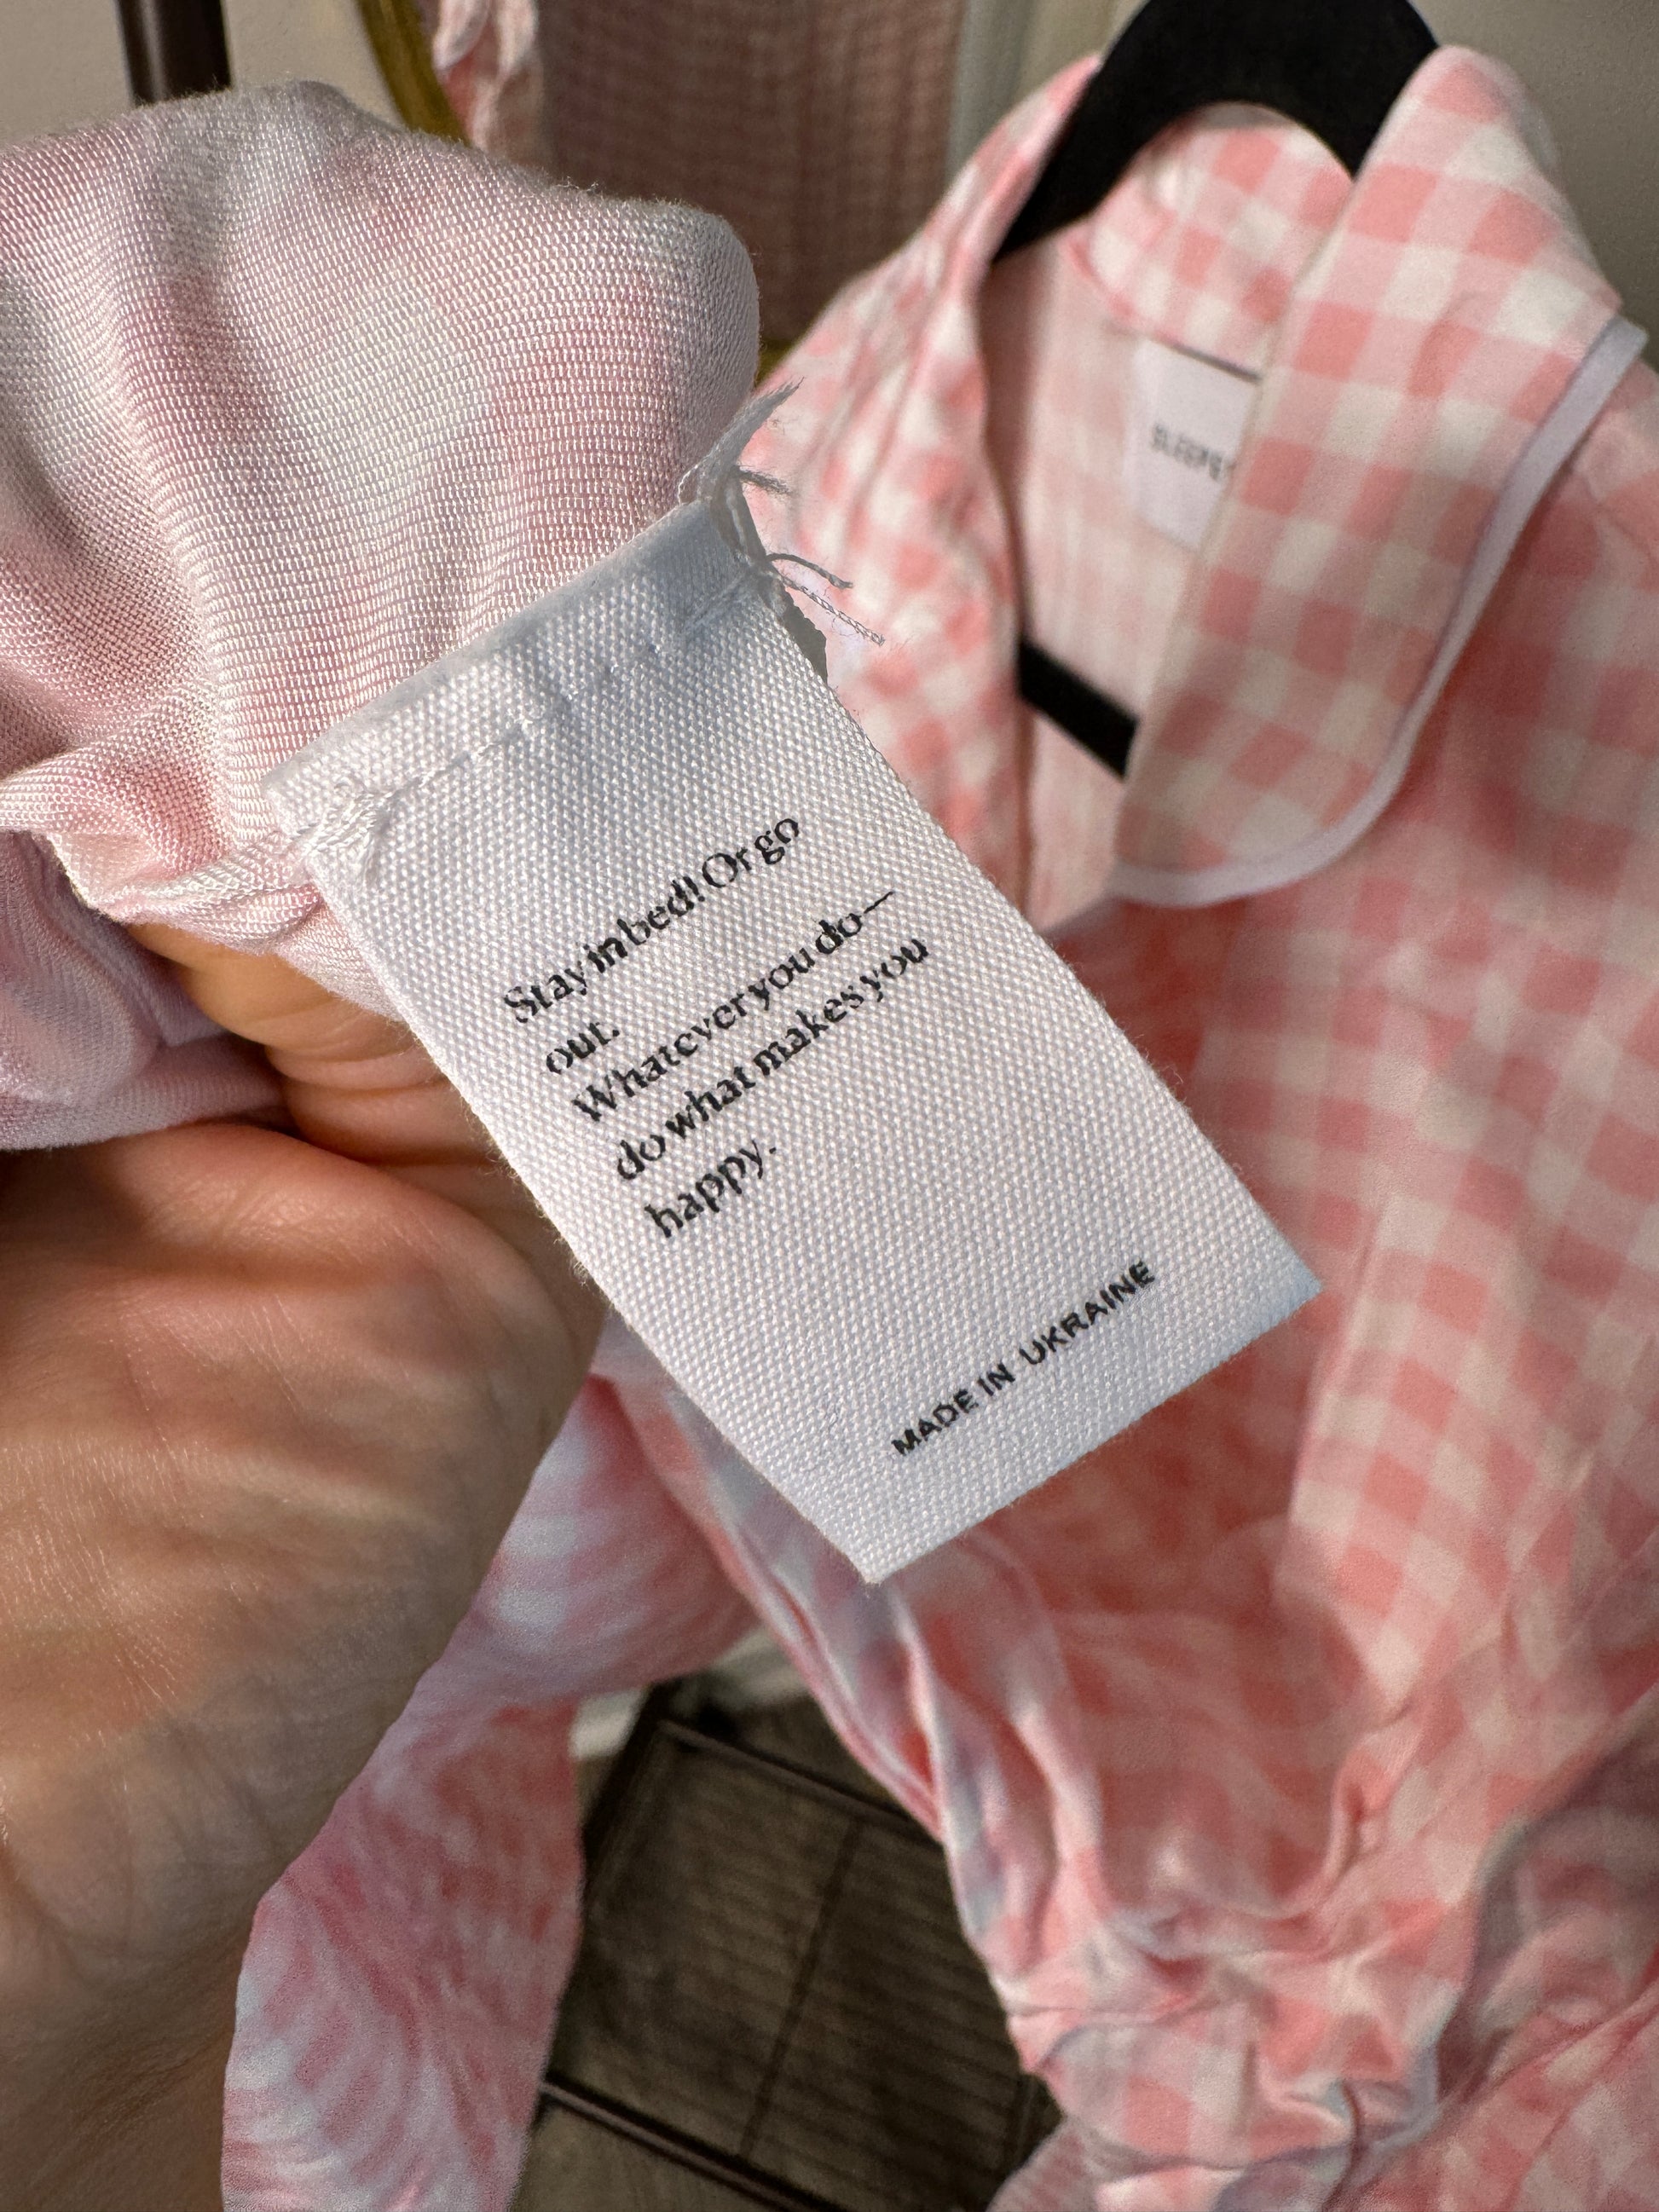 Stay in bed! Or go
out.
Whatever you do—
do what makes you
happy.
MADE IN UKRAINE